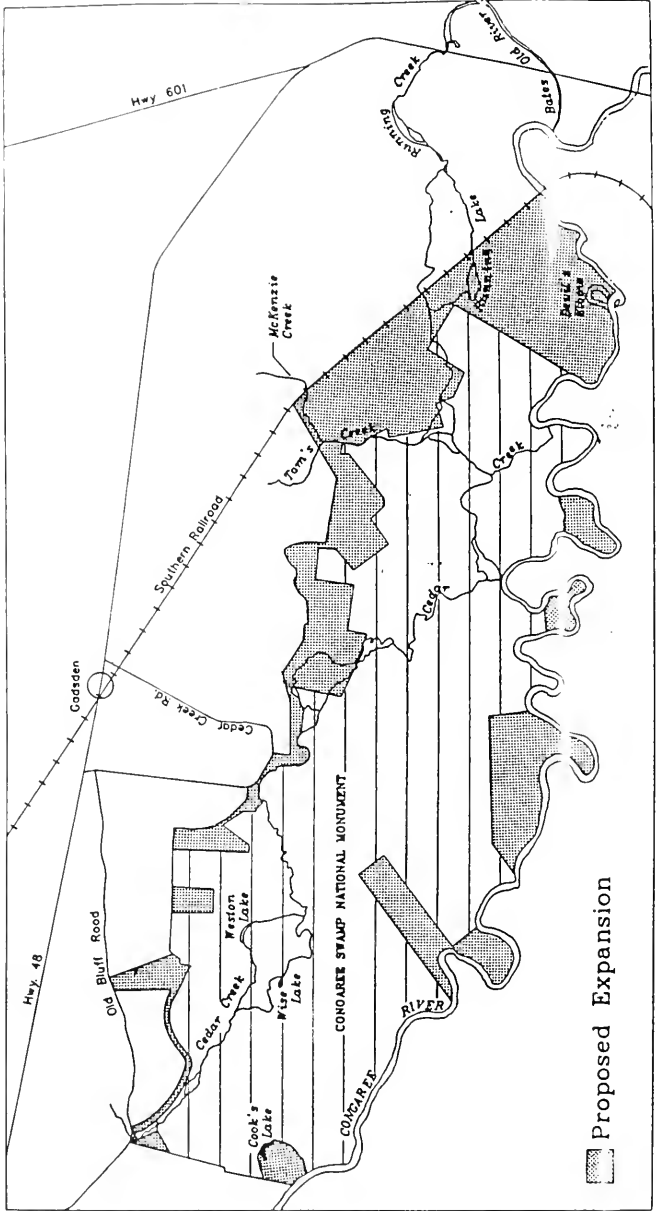 Hwy 601
Hwy. 48
Gadsden
Southern Railroad
McKenzie
Creek
Cedar
Creek Rd.
Old Bluff Road
Tom's
Creek
Running
Creek
Bates
Old River
Running
Lake
Devil's
Elbow
Creek
Cedar
Weston
Lake
Wise
Lake
Cedar Creek
Cook's
Lake
CONGAREE SWAMP NATIONAL MONUMENT
CONGAREE
RIVER
Proposed Expansion